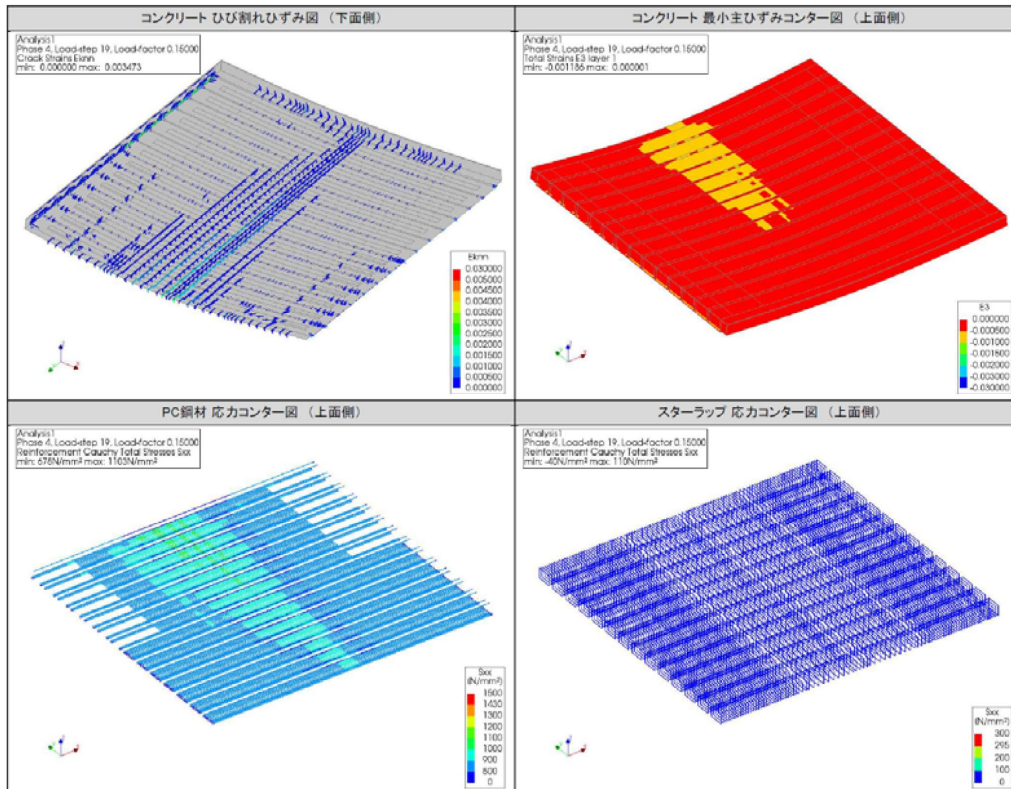 コンクリート ひび割れひずみ図 (下面側)
Analysis1
Phase 4, Load-step 19, Load-factor 0.15000
Crack Strains Eknn
min: 0.000000 max: 0.003473
Eknn
0.030000
0.005000
0.004500
0.004000
0.003500
0.003000
0.002500
0.002000
0.001500
0.001000
0.000500
0.000000
コンクリート 最小主ひずみコンター図 (上面側)
Analysis1
Phase 4, Load-step 19, Load-factor 0.15000
Total Strains E3 layer 1
min: -0.001186 max: 0.000001
E3
0.000000
-0.000500
-0.001000
-0.001500
-0.002000
-0.003000
-0.030000
PC鋼材 応力コンター図 (上面側)
Analysis1
Phase 4, Load-step 19, Load-factor 0.15000
Reinforcement Cauchy Total Stresses Sxx
min: 678N/mm² max: 1103N/mm²
Sxx
(N/mm²)
1500
1430
1300
1200
1100
1000
900
800
0
スターラップ 応力コンター図 (上面側)
Analysis1
Phase 4, Load-step 19, Load-factor 0.15000
Reinforcement Cauchy Total Stresses Sxx
min: -40N/mm² max: 110N/mm²
Sxx
(N/mm²)
300
295
200
100
0